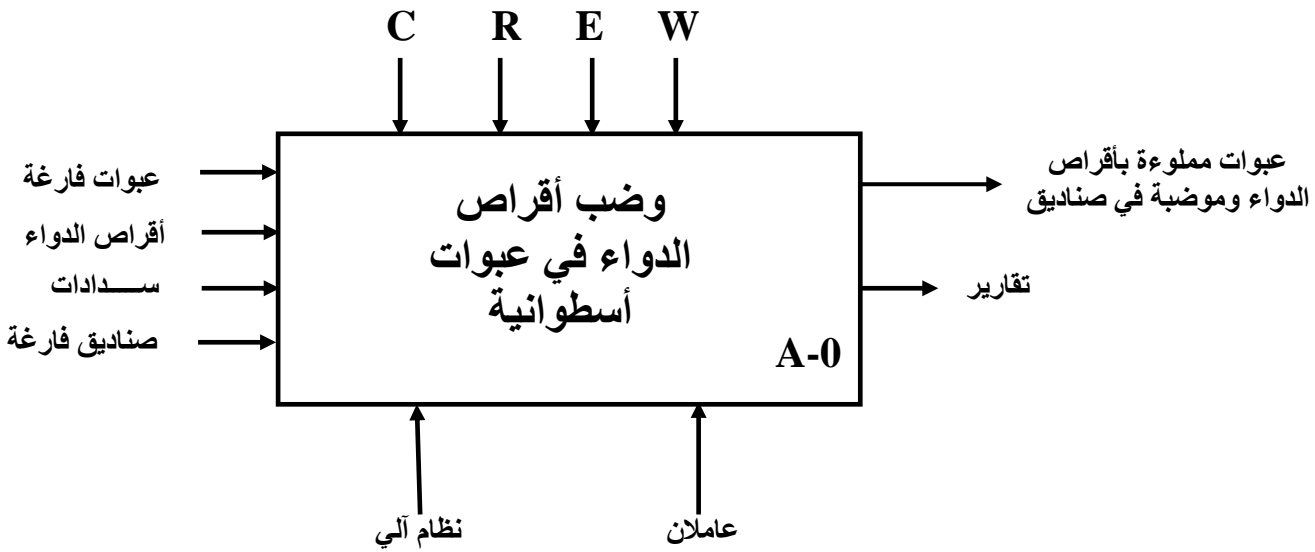 C R E W
عبوات فارغة
أقراص الدواء
ســـدادات
صناديق فارغة
وضب أقراص
الدواء في عبوات
أسطوانية
A-0
عبوات مملوءة بأقراص
الدواء وموضبة في صناديق
تقارير
نظام آلي
عاملان